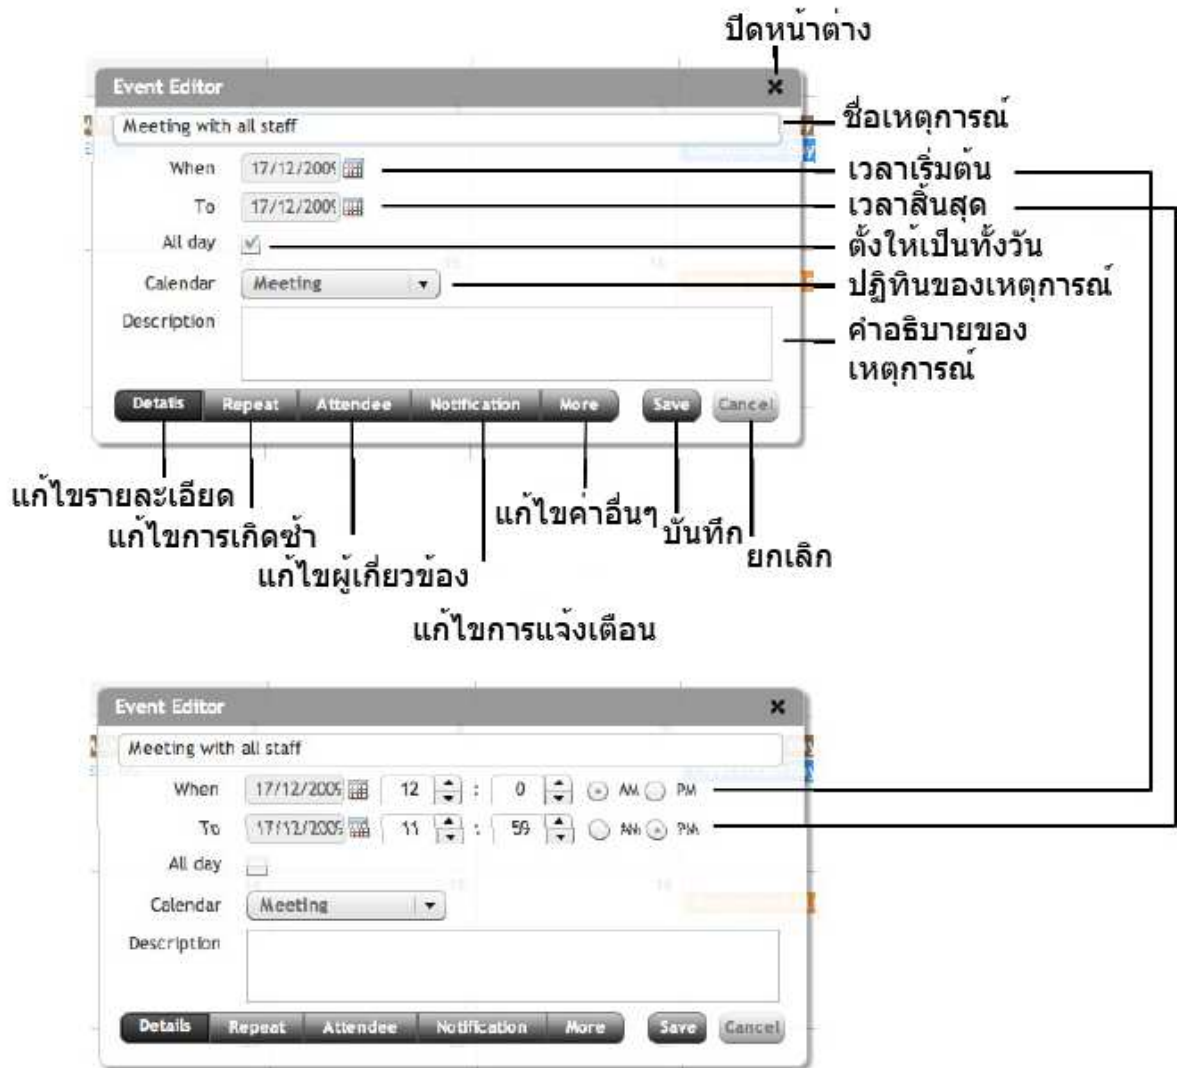 ปิดหน้าต่าง
Event Editor
Meeting with all staff
ชื่อเหตุการณ์
When 17/12/2009
เวลาเริ่มต้น
To 17/12/2009
เวลาสิ้นสุด
All day
ตั้งให้เป็นทั้งวัน
Calendar Meeting
ปฏิทินของเหตุการณ์
Description
คำอธิบายของ
เหตุการณ์
Details Repeat Attendee Notification More Save Cancel
แก้ไขรายละเอียด
แก้ไขการเกิดซ้ำ
แก้ไขผู้เกี่ยวข้อง
แก้ไขการแจ้งเตือน
แก้ไขค่าอื่นๆ
บันทึก
ยกเลิก
Event Editor
Meeting with all staff
When 17/12/2009 12 : 0 AM PM
To 17/12/2009 11 : 59 AM PM
All day
Calendar Meeting
Description
Details Repeat Attendee Notification More Save Cancel